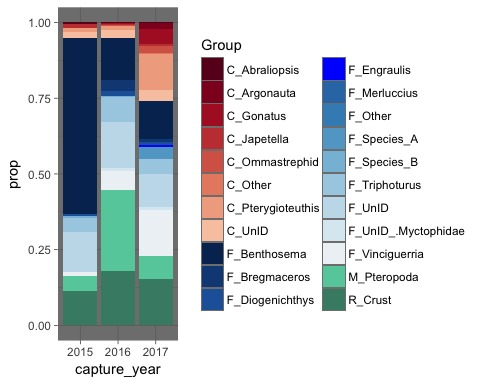 Group
1.00
0.75
0.50
0.25
0.00
prop
2015 2016 2017
capture_year
C_Abraliopsis
C_Argonauta
C_Gonatus
C_Japetella
C_Ommastrephid
C_Other
C_Pterygioteuthis
C_UnID
F_Benthosema
F_Bregmaceros
F_Diogenichthys
F_Engraulis
F_Merluccius
F_Other
F_Species_A
F_Species_B
F_Triphoturus
F_UnID
F_UnID_.Myctophidae
F_Vinciguerria
M_Pteropoda
R_Crust